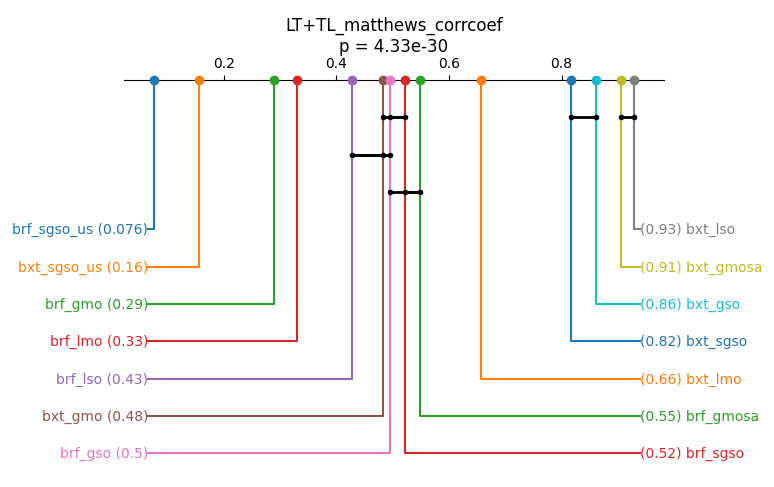 LT+TL_matthews_corrcoef
p = 4.33e-30
0.2 0.4 0.6 0.8
brf_sgso_us (0.076) (0.93) bxt_lso
bxt_sgso_us (0.16) (0.91) bxt_gmosa
brf_gmo (0.29) (0.86) bxt_gso
brf_lmo (0.33) (0.82) bxt_sgso
brf_lso (0.43) (0.66) bxt_lmo
bxt_gmo (0.48) (0.55) brf_gmosa
brf_gso (0.5) (0.52) brf_sgso